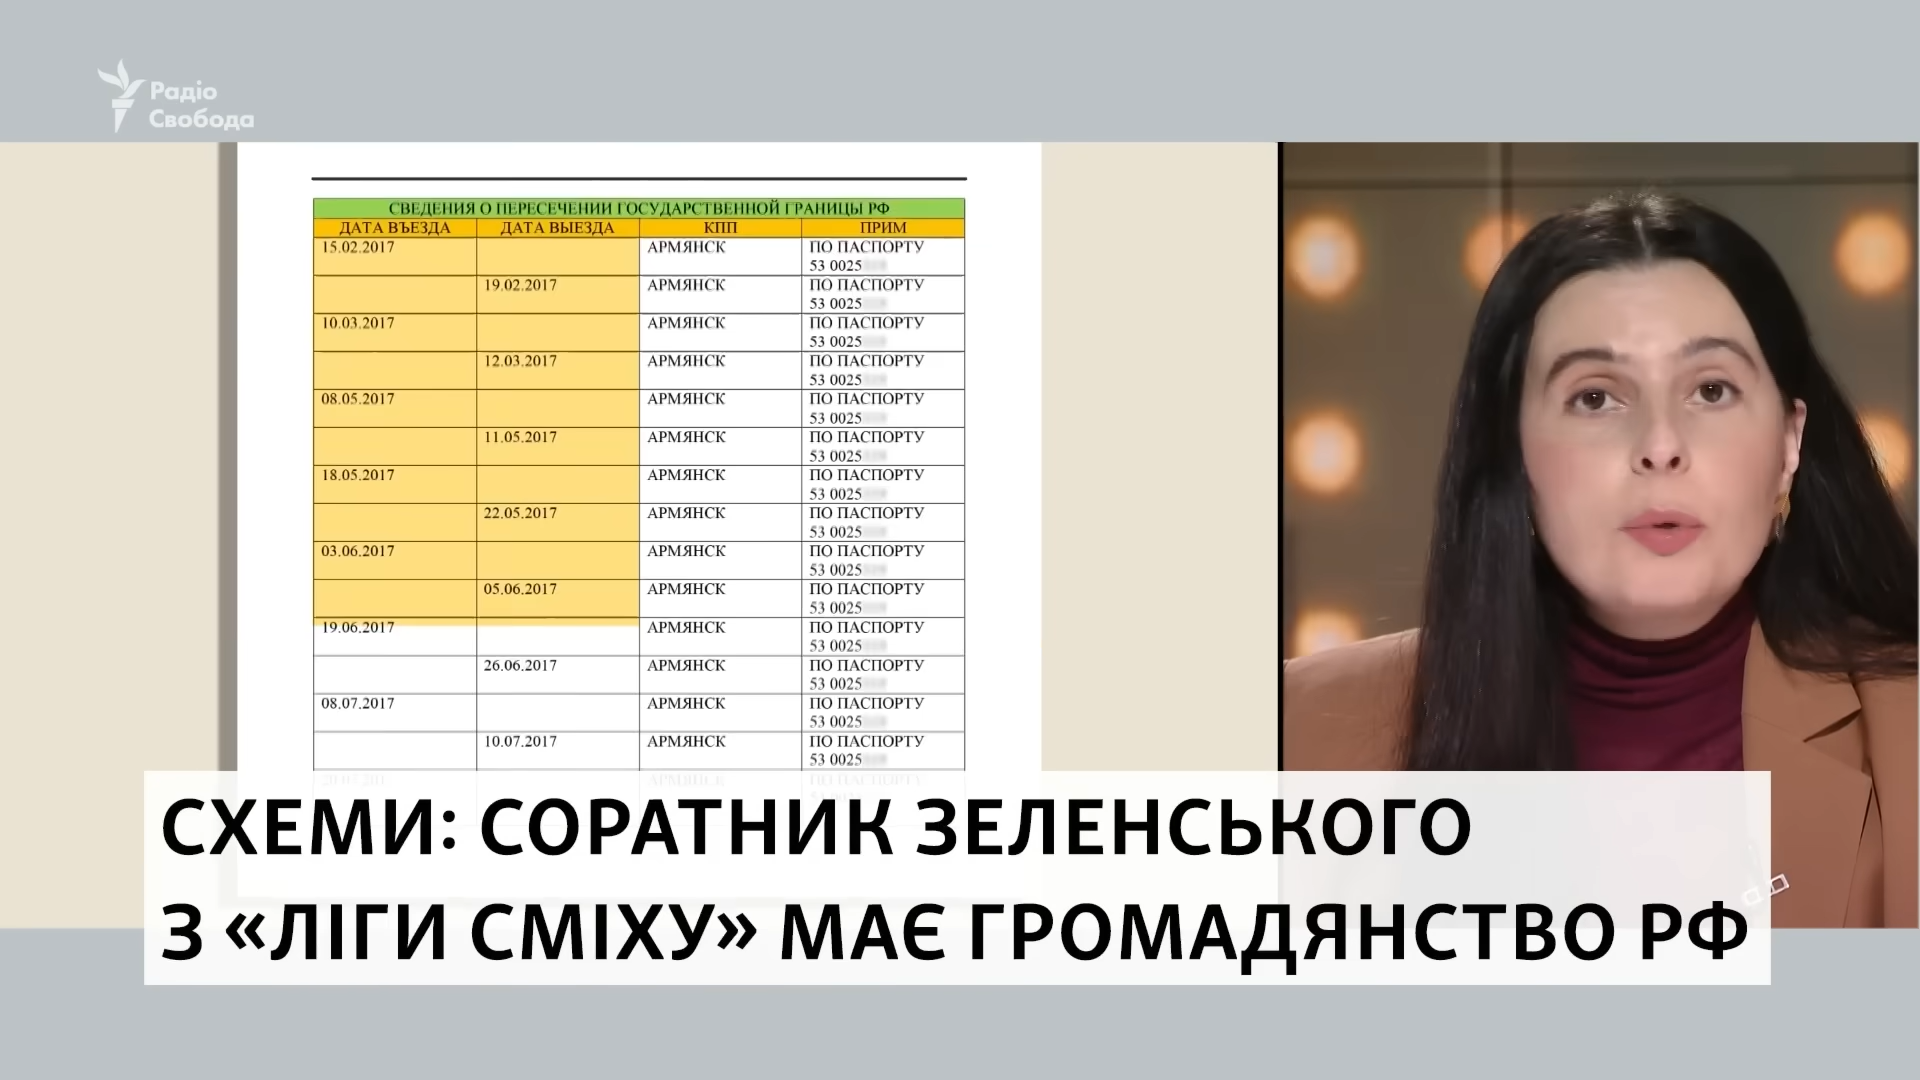 Радіо
Свобода
СВЕДЕНИЯ О ПЕРЕСЕЧЕНИИ ГОСУДАРСТВЕННОЙ ГРАНИЦЫ РФ
ДАТА ВЪЕЗДА ДАТА ВЫЕЗДА КПП ПРИМ
15.02.2017 АРМЯНСК ПО ПАСПОРТУ
53 0025
19.02.2017 АРМЯНСК ПО ПАСПОРТУ
53 0025
10.03.2017 АРМЯНСК ПО ПАСПОРТУ
53 0025
12.03.2017 АРМЯНСК ПО ПАСПОРТУ
53 0025
08.05.2017 АРМЯНСК ПО ПАСПОРТУ
53 0025
11.05.2017 АРМЯНСК ПО ПАСПОРТУ
53 0025
18.05.2017 АРМЯНСК ПО ПАСПОРТУ
53 0025
22.05.2017 АРМЯНСК ПО ПАСПОРТУ
53 0025
03.06.2017 АРМЯНСК ПО ПАСПОРТУ
53 0025
05.06.2017 АРМЯНСК ПО ПАСПОРТУ
53 0025
19.06.2017 АРМЯНСК ПО ПАСПОРТУ
53 0025
26.06.2017 АРМЯНСК ПО ПАСПОРТУ
53 0025
08.07.2017 АРМЯНСК ПО ПАСПОРТУ
53 0025
10.07.2017 АРМЯНСК ПО ПАСПОРТУ
53 0025
СХЕМИ: СОРАТНИК ЗЕЛЕНСЬКОГО
З «ЛІГИ СМІХУ» МАЄ ГРОМАДЯНСТВО РФ